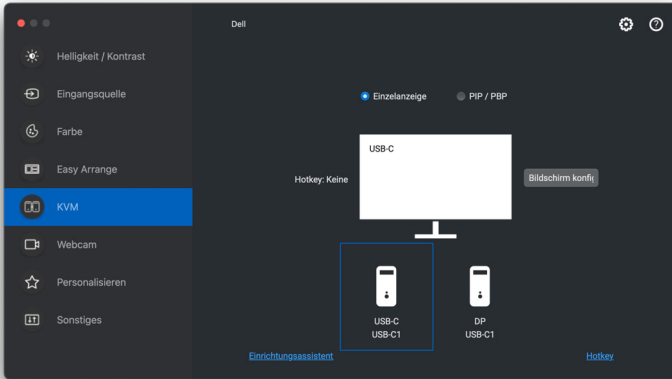 Dell
Helligkeit / Kontrast
Eingangsquelle
Farbe
Easy Arrange
KVM
Webcam
Personalisieren
Sonstiges
Einzelanzeige
PIP / PBP
USB-C
Hotkey: Keine
Bildschirm konfig
USB-C
USB-C1
DP
USB-C1
Einrichtungsassistent
Hotkey